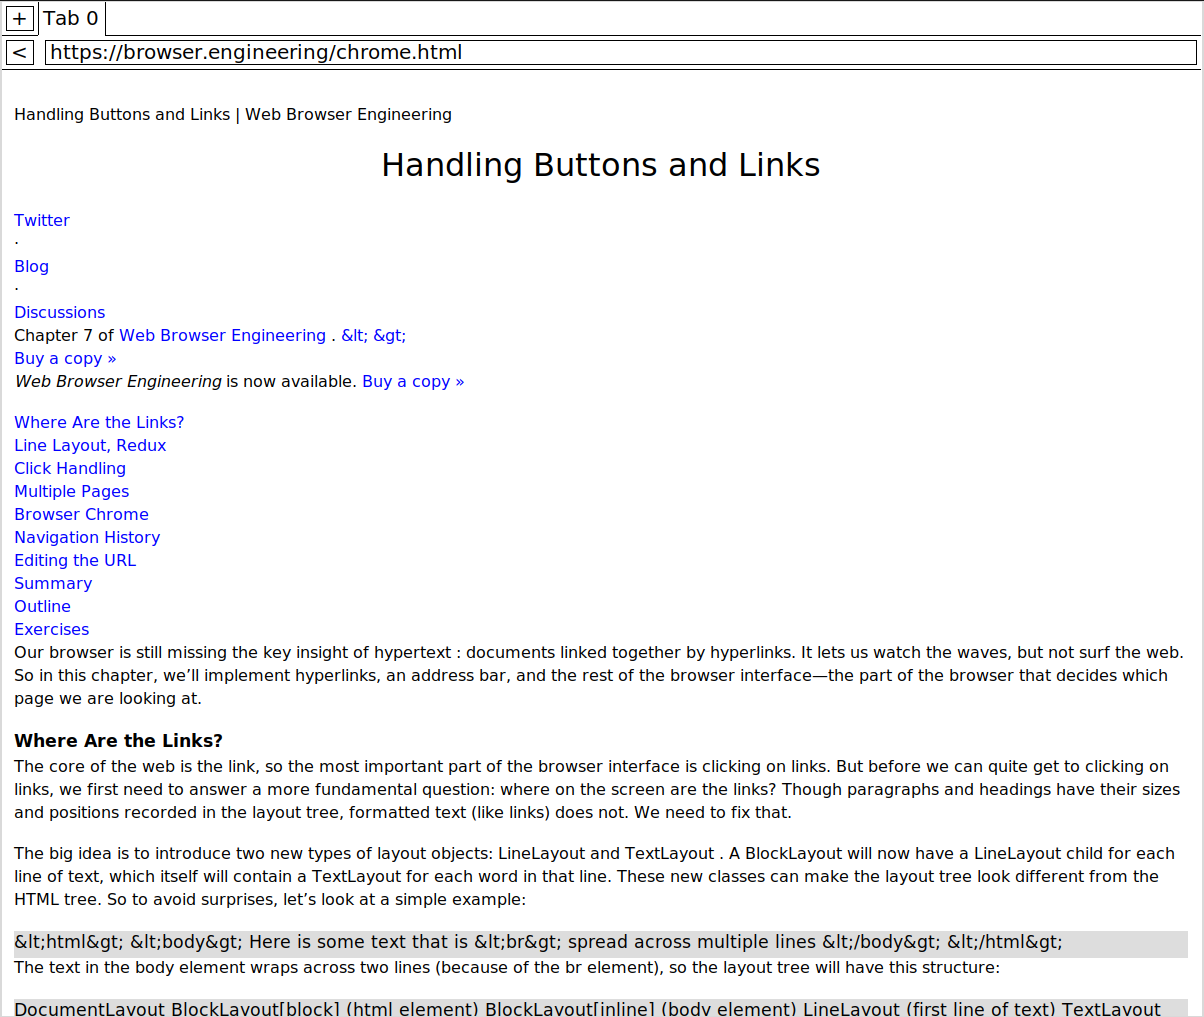 + Tab 0
< https://browser.engineering/chrome.html
Handling Buttons and Links | Web Browser Engineering
Handling Buttons and Links
Twitter
·
Blog
·
Discussions
Chapter 7 of Web Browser Engineering . &lt; &gt;
Buy a copy »
Web Browser Engineering is now available. Buy a copy »
Where Are the Links?
Line Layout, Redux
Click Handling
Multiple Pages
Browser Chrome
Navigation History
Editing the URL
Summary
Outline
Exercises
Our browser is still missing the key insight of hypertext : documents linked together by hyperlinks. It lets us watch the waves, but not surf the web.
So in this chapter, we’ll implement hyperlinks, an address bar, and the rest of the browser interface—the part of the browser that decides which
page we are looking at.
Where Are the Links?
The core of the web is the link, so the most important part of the browser interface is clicking on links. But before we can quite get to clicking on
links, we first need to answer a more fundamental question: where on the screen are the links? Though paragraphs and headings have their sizes
and positions recorded in the layout tree, formatted text (like links) does not. We need to fix that.
The big idea is to introduce two new types of layout objects: LineLayout and TextLayout . A BlockLayout will now have a LineLayout child for each
line of text, which itself will contain a TextLayout for each word in that line. These new classes can make the layout tree look different from the
HTML tree. So to avoid surprises, let’s look at a simple example:
&lt;html&gt; &lt;body&gt; Here is some text that is &lt;br&gt; spread across multiple lines &lt;/body&gt; &lt;/html&gt;
The text in the body element wraps across two lines (because of the br element), so the layout tree will have this structure:
DocumentLayout BlockLayout[block] (html element) BlockLayout[inline] (body element) LineLayout (first line of text) TextLayout